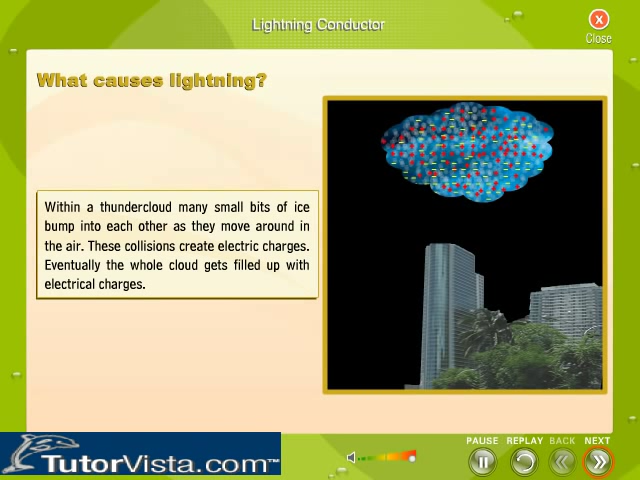 Lightning Conductor
Close
What causes lightning?
Within a thundercloud many small bits of ice
bump into each other as they move around in
the air. These collisions create electric charges.
Eventually the whole cloud gets filled up with
electrical charges.
PAUSE REPLAY BACK NEXT
TutorVista.com™